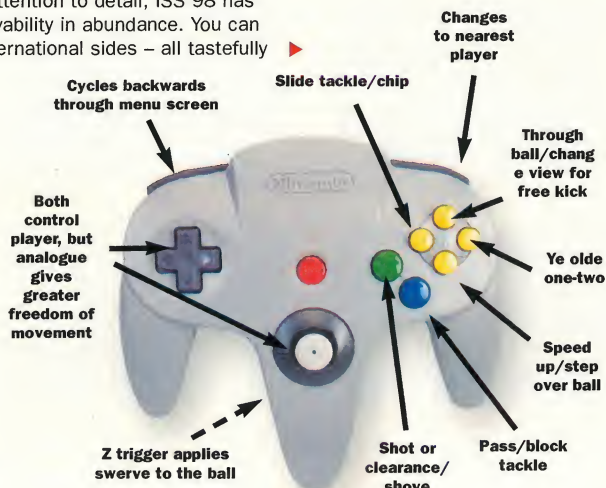 ttention to detail, ISS 98 has
yability in abundance. You can
ernational sides – all tastefully
Changes
to nearest
player
Cycles backwards
through menu screen
Slide tackle/chip
Through
ball/chang
e view for
free kick
Both
control
player, but
analogue
gives
greater
freedom of
movement
Nintendo
Ye olde
one-two
Speed
up/step
over ball
Z trigger applies
swerve to the ball
Shot or
clearance/
shove
Pass/block
tackle